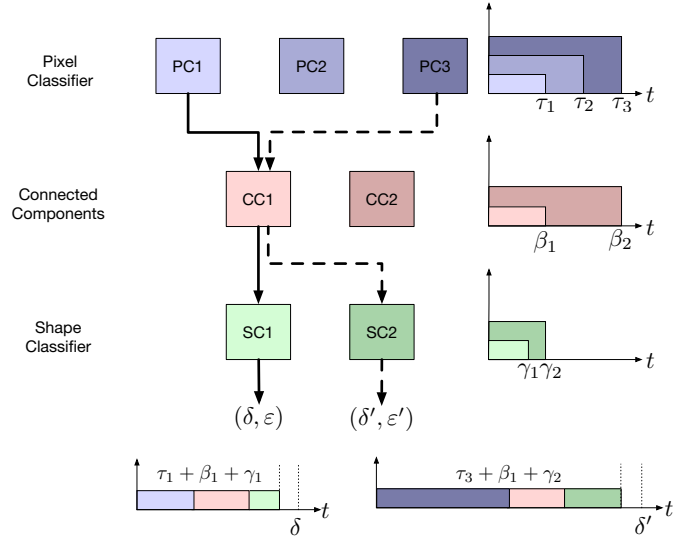 Pixel
Classifier
PC1 PC2 PC3
τ₁ τ₂ τ₃ t
Connected
Components
CC1 CC2
β₁ β₂ t
Shape
Classifier
SC1 SC2
γ₁γ₂ t
(δ, ε) (δ′, ε′)
τ₁ + β₁ + γ₁
δ t
τ₃ + β₁ + γ₂
δ′ t